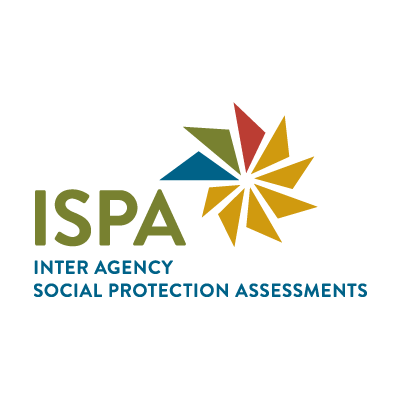 ISPA
INTER AGENCY
SOCIAL PROTECTION ASSESSMENTS